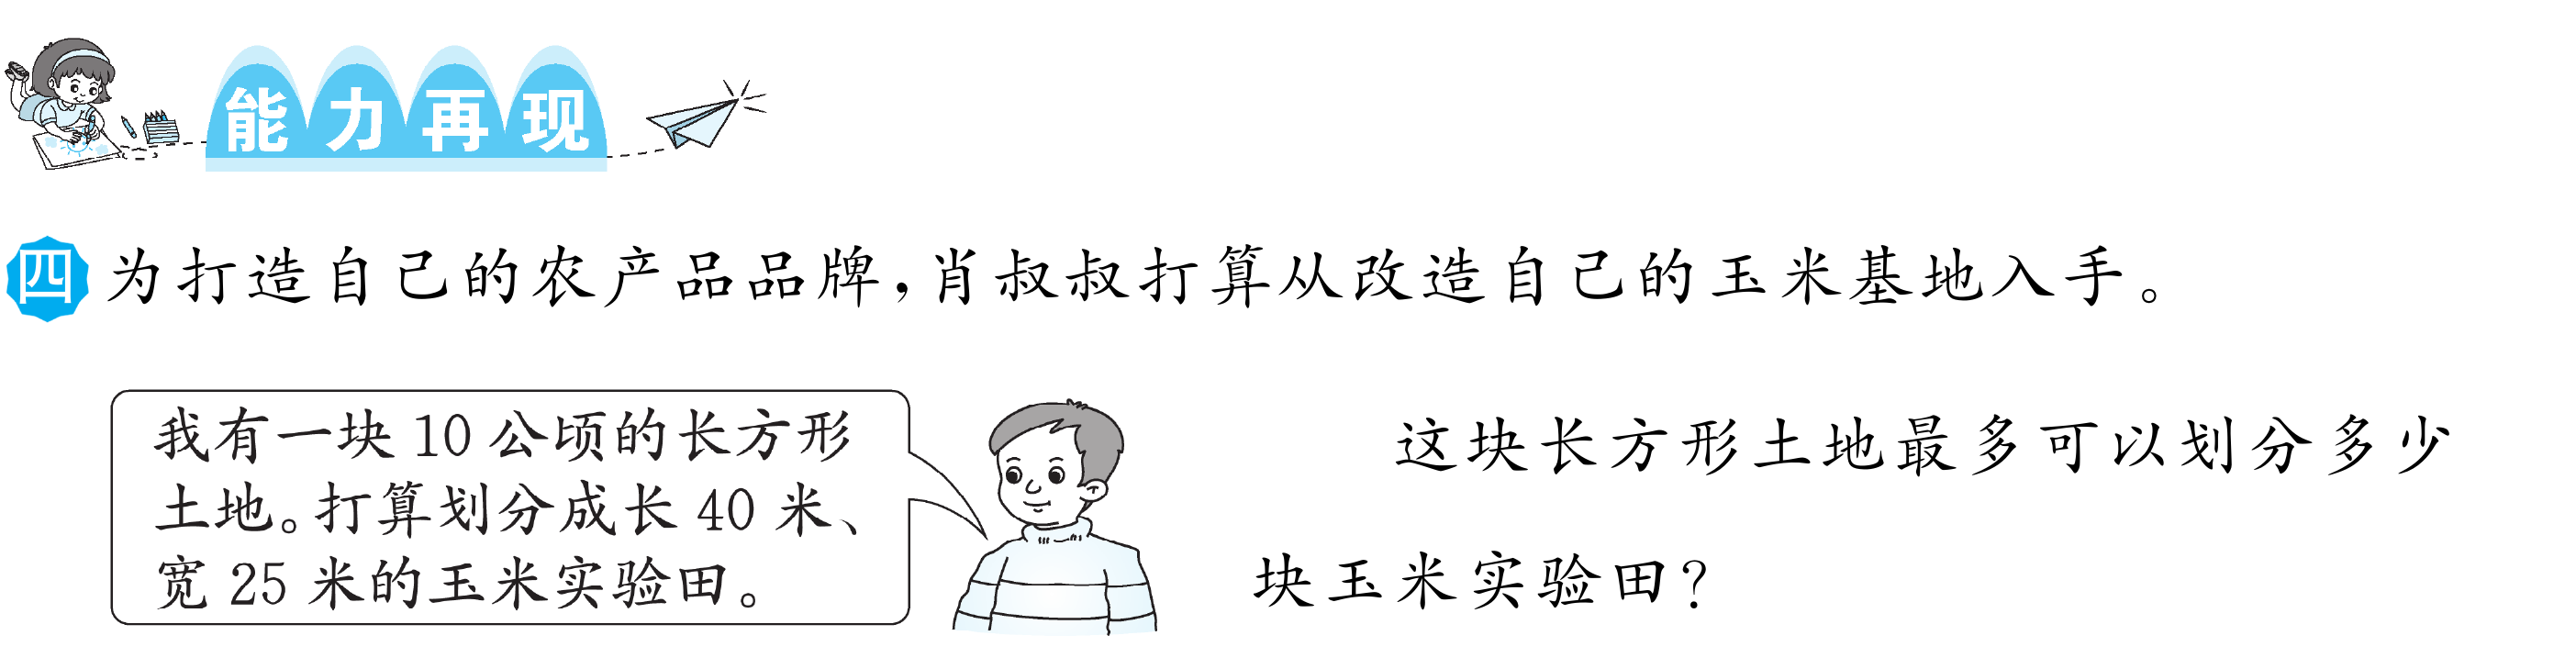 能力再现
四 为打造自己的农产品品牌，肖叔叔打算从改造自己的玉米基地入手。
我有一块10公顷的长方形
土地。打算划分成长40米、
宽25米的玉米实验田。
这块长方形土地最多可以划分多少
块玉米实验田？